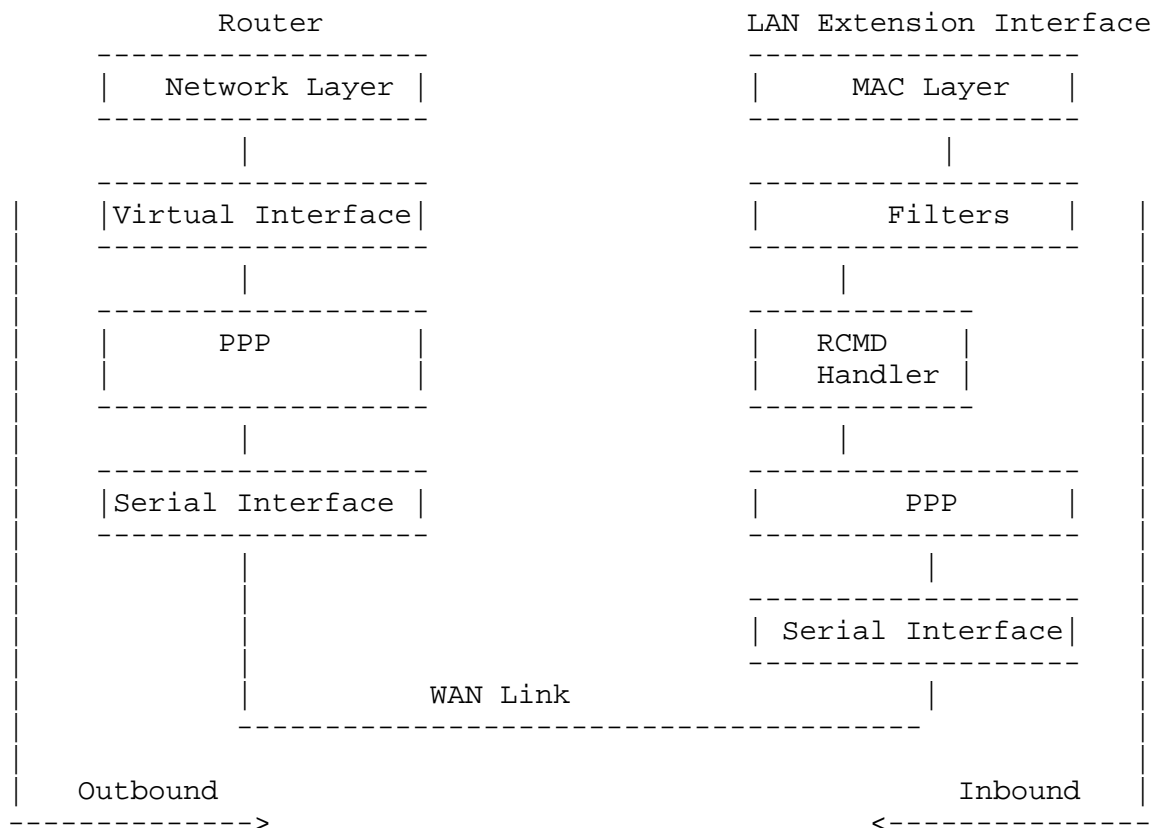 Router LAN Extension Interface
Network Layer MAC Layer
Virtual Interface Filters
PPP RCMD
Handler
Serial Interface PPP
Serial Interface
WAN Link
Outbound Inbound